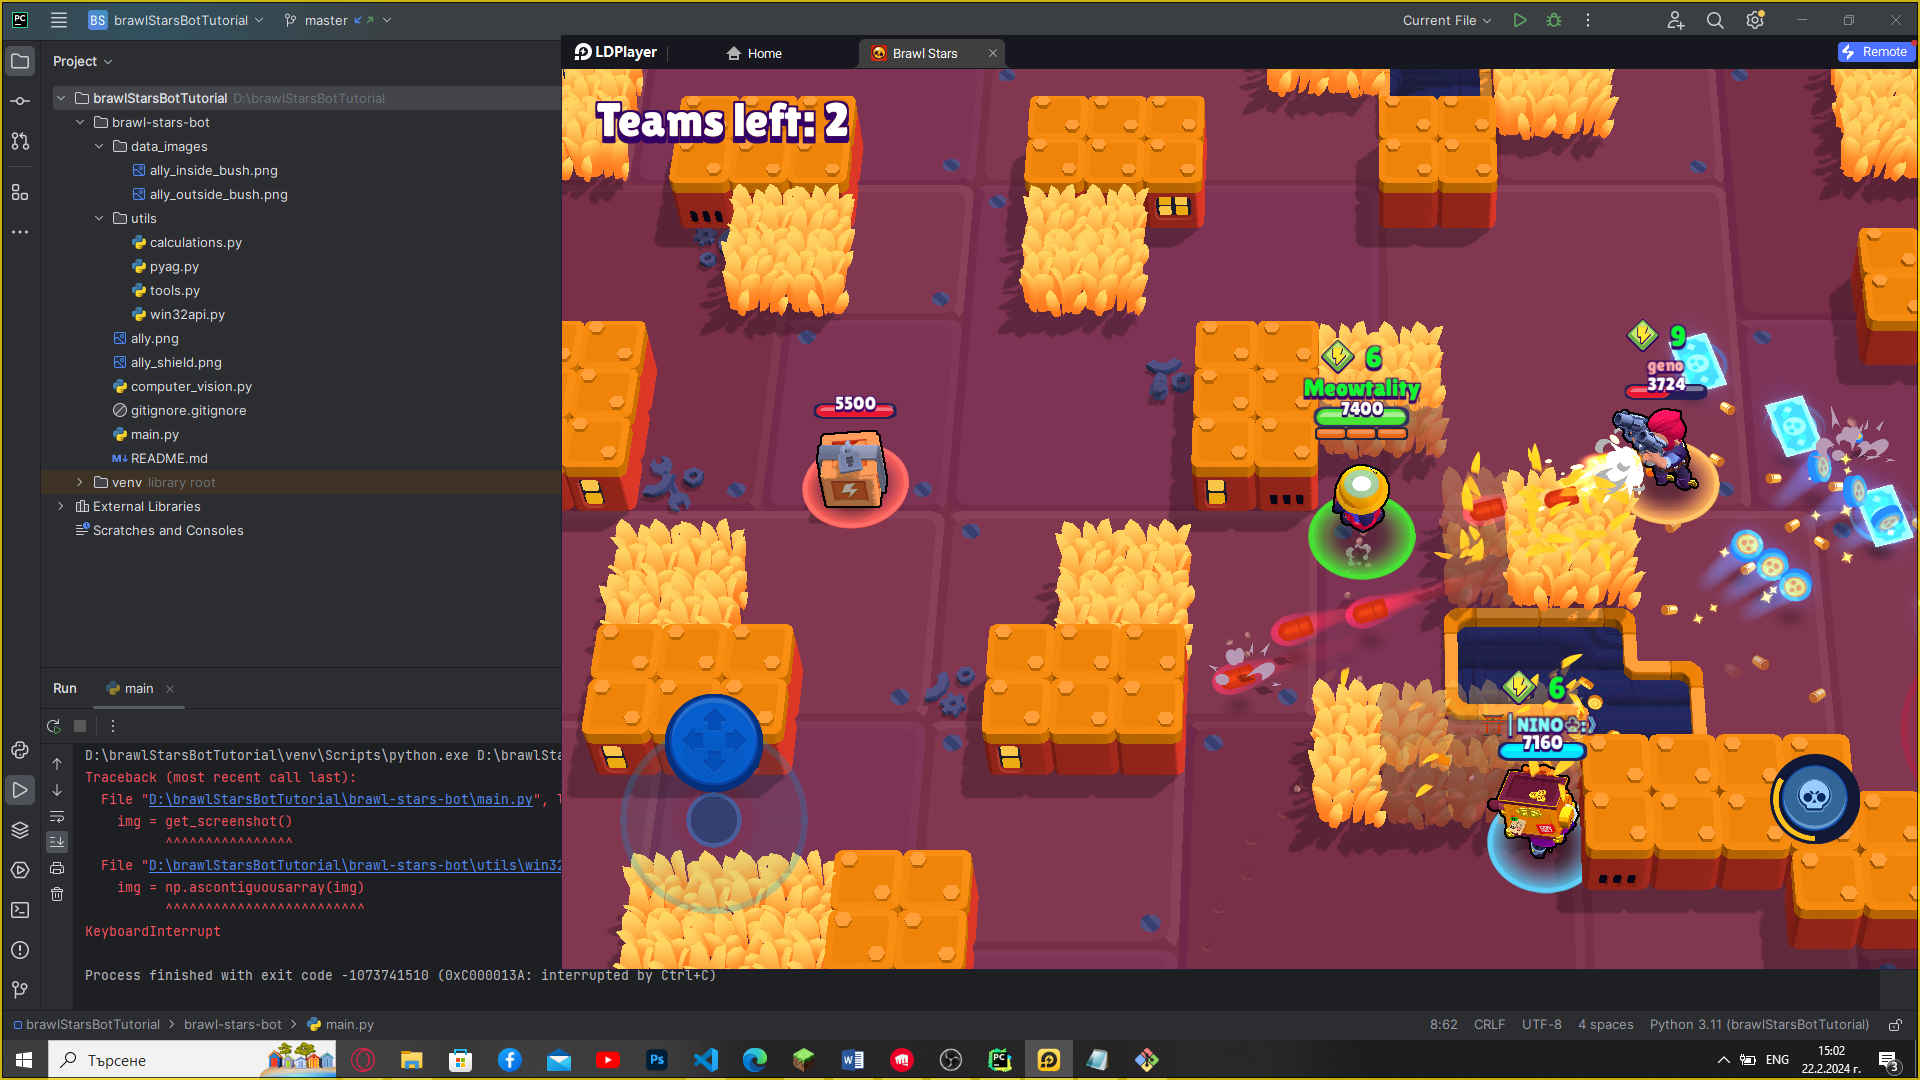 PC
BS brawlStarsBotTutorial
master
Current File
LDPlayer
Home
Brawl Stars
Remote
Project
brawlStarsBotTutorial D:\brawlStarsBotTutorial
brawl-stars-bot
data_images
ally_inside_bush.png
ally_outside_bush.png
utils
calculations.py
pyag.py
tools.py
win32api.py
ally.png
ally_shield.png
computer_vision.py
gitignore.gitignore
main.py
M↓ README.md
venv library root
External Libraries
Scratches and Consoles
Teams left: 2
5500
6
Meowtality
7400
9
geno
3724
6
NINO
7160
Run
main
D:\brawlStarsBotTutorial\venv\Scripts\python.exe D:\brawlSta
Traceback (most recent call last):
File "D:\brawlStarsBotTutorial\brawl-stars-bot\main.py", l
img = get_screenshot()
^^^^^^^^^^^^^^^^
File "D:\brawlStarsBotTutorial\brawl-stars-bot\utils\win32
img = np.ascontiguousarray(img)
^^^^^^^^^^^^^^^^^^^^^^^^^
KeyboardInterrupt
Process finished with exit code -1073741510 (0xC000013A: interrupted by Ctrl+C)
brawlStarsBotTutorial > brawl-stars-bot > main.py
8:62 CRLF UTF-8 4 spaces Python 3.11 (brawlStarsBotTutorial)
Търсене
Ps
W
PC
ENG
15:02
22.2.2024 г.
3